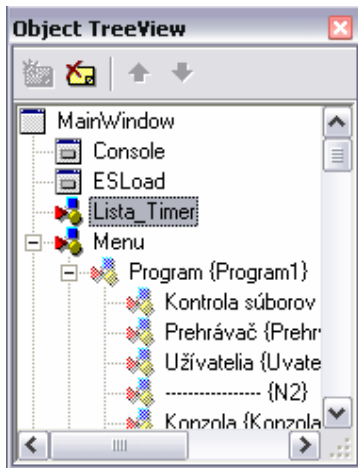 Object TreeView
MainWindow
Console
ESLoad
Lista_Timer
Menu
Program {Program1}
Kontrola súborov
Prehrávač {Prehr
Užívatelia {Uvate
---------------- {N2}
Konzola {Konzola